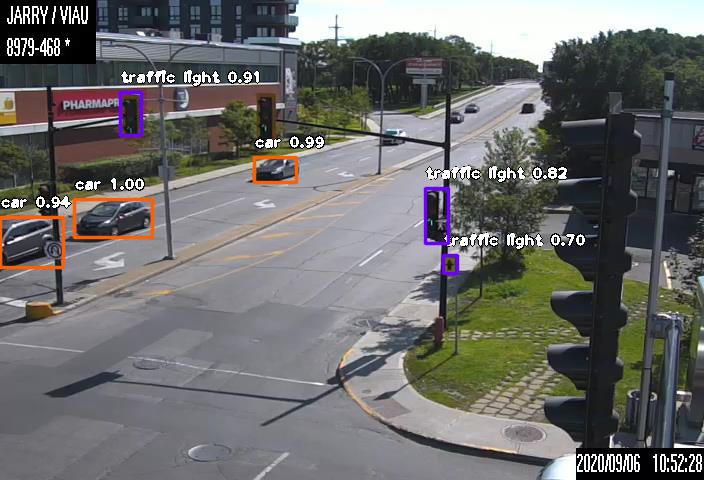 JARRY / VIAU
8979-468 *
traffic light 0.91
PHARMAPR
car 0.99
traffic light 0.82
car 1.00
car 0.94
traffic light 0.70
2020/09/06 10:52:28